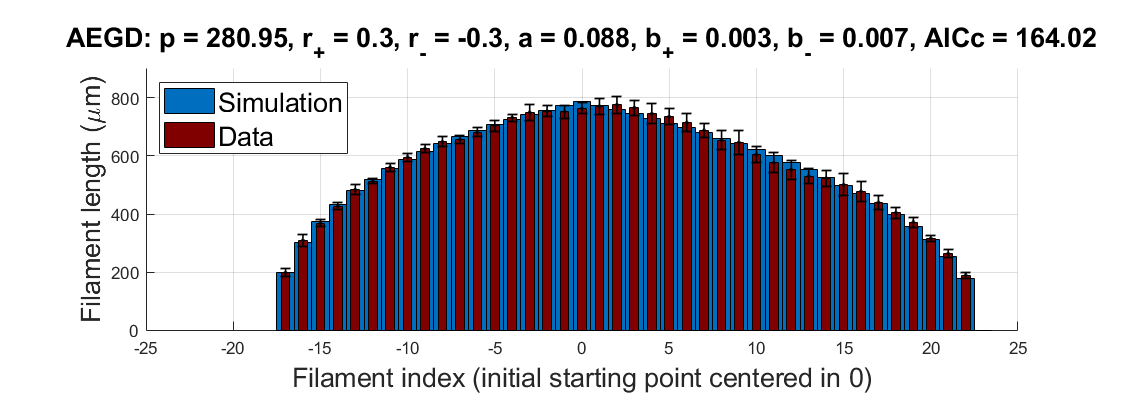 AEGD: p = 280.95, r₊ = 0.3, r₋ = -0.3, a = 0.088, b₊ = 0.003, b₋ = 0.007, AICc = 164.02
Simulation
Data
Filament length (μm)
800
600
400
200
0
-25 -20 -15 -10 -5 0 5 10 15 20 25
Filament index (initial starting point centered in 0)